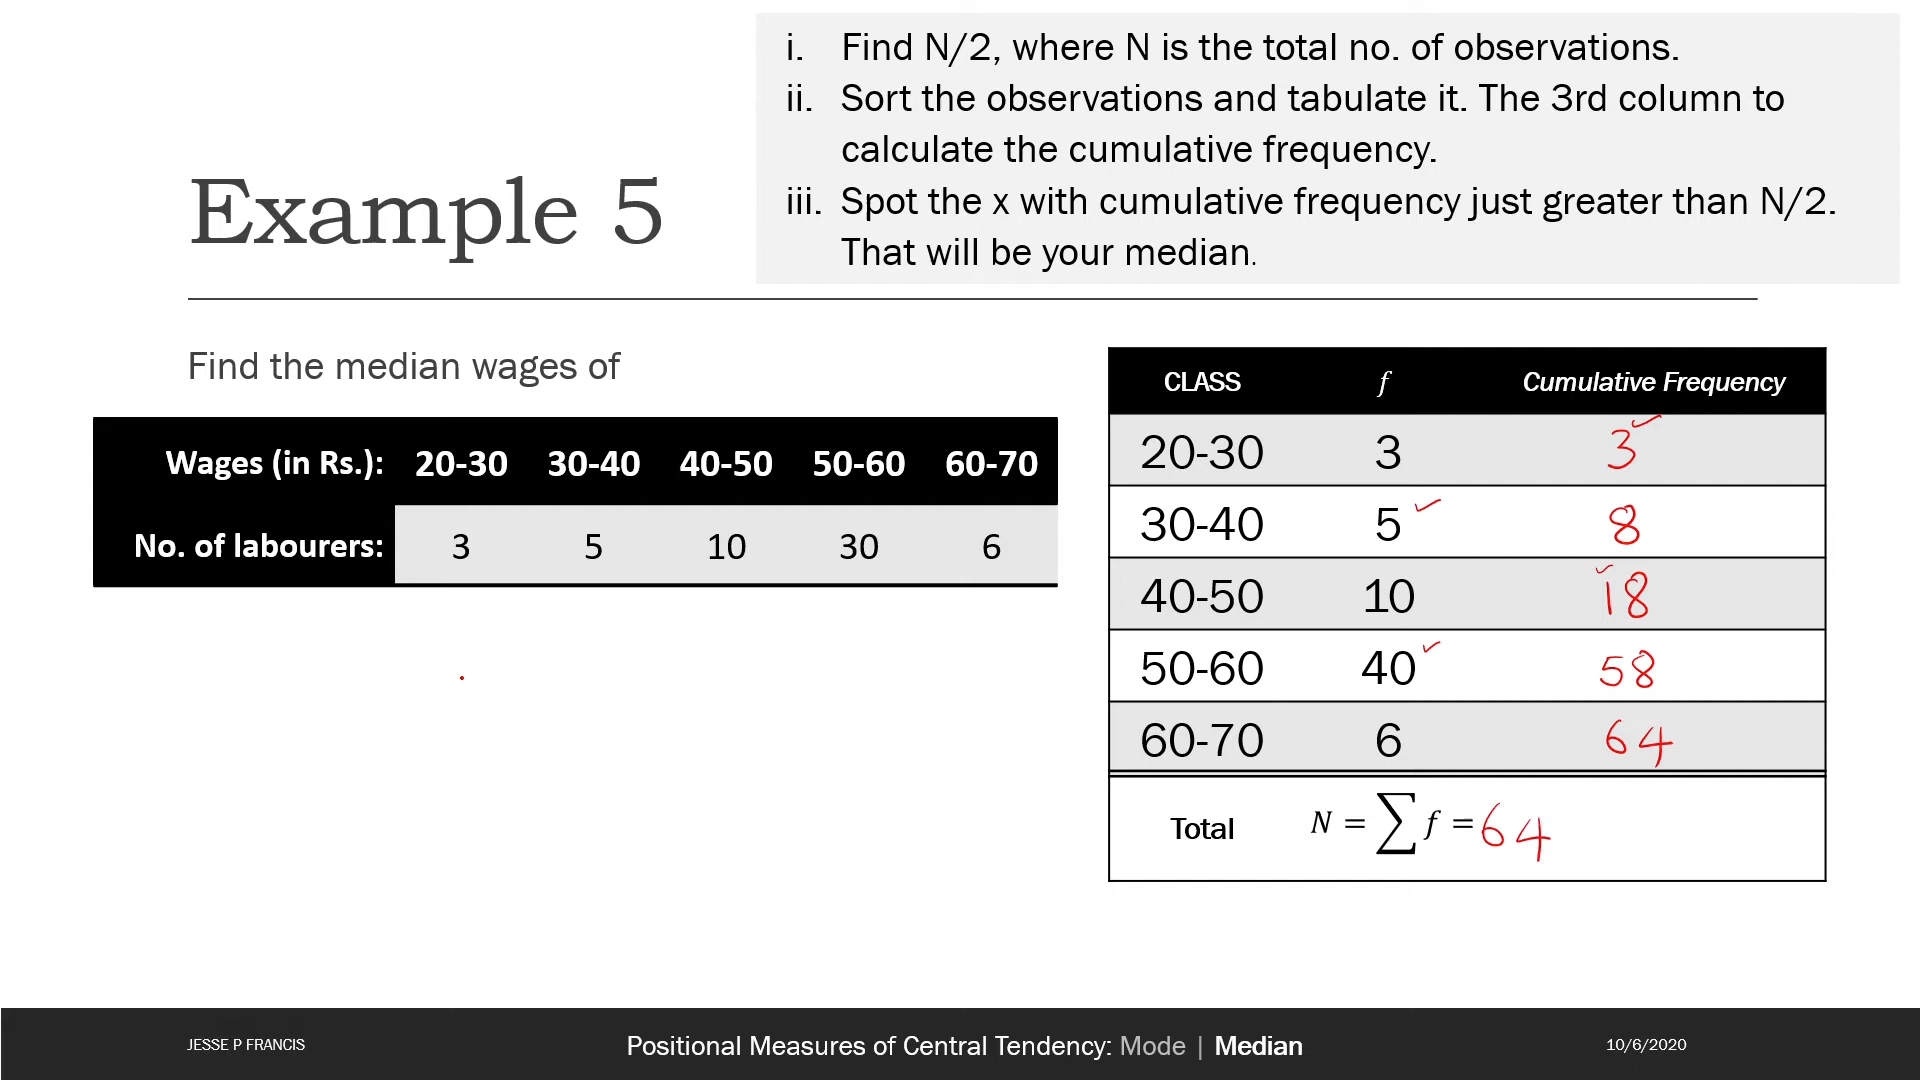 i. Find N/2, where N is the total no. of observations.
ii. Sort the observations and tabulate it. The 3rd column to
calculate the cumulative frequency.
iii. Spot the x with cumulative frequency just greater than N/2.
That will be your median.
Example 5
Find the median wages of
Wages (in Rs.): 20-30 30-40 40-50 50-60 60-70
No. of labourers: 3 5 10 30 6
CLASS f Cumulative Frequency
20-30 3 3
30-40 5 8
40-50 10 18
50-60 40 58
60-70 6 64
Total N = ∑ f = 64
JESSE P FRANCIS
Positional Measures of Central Tendency: Mode | Median
10/6/2020